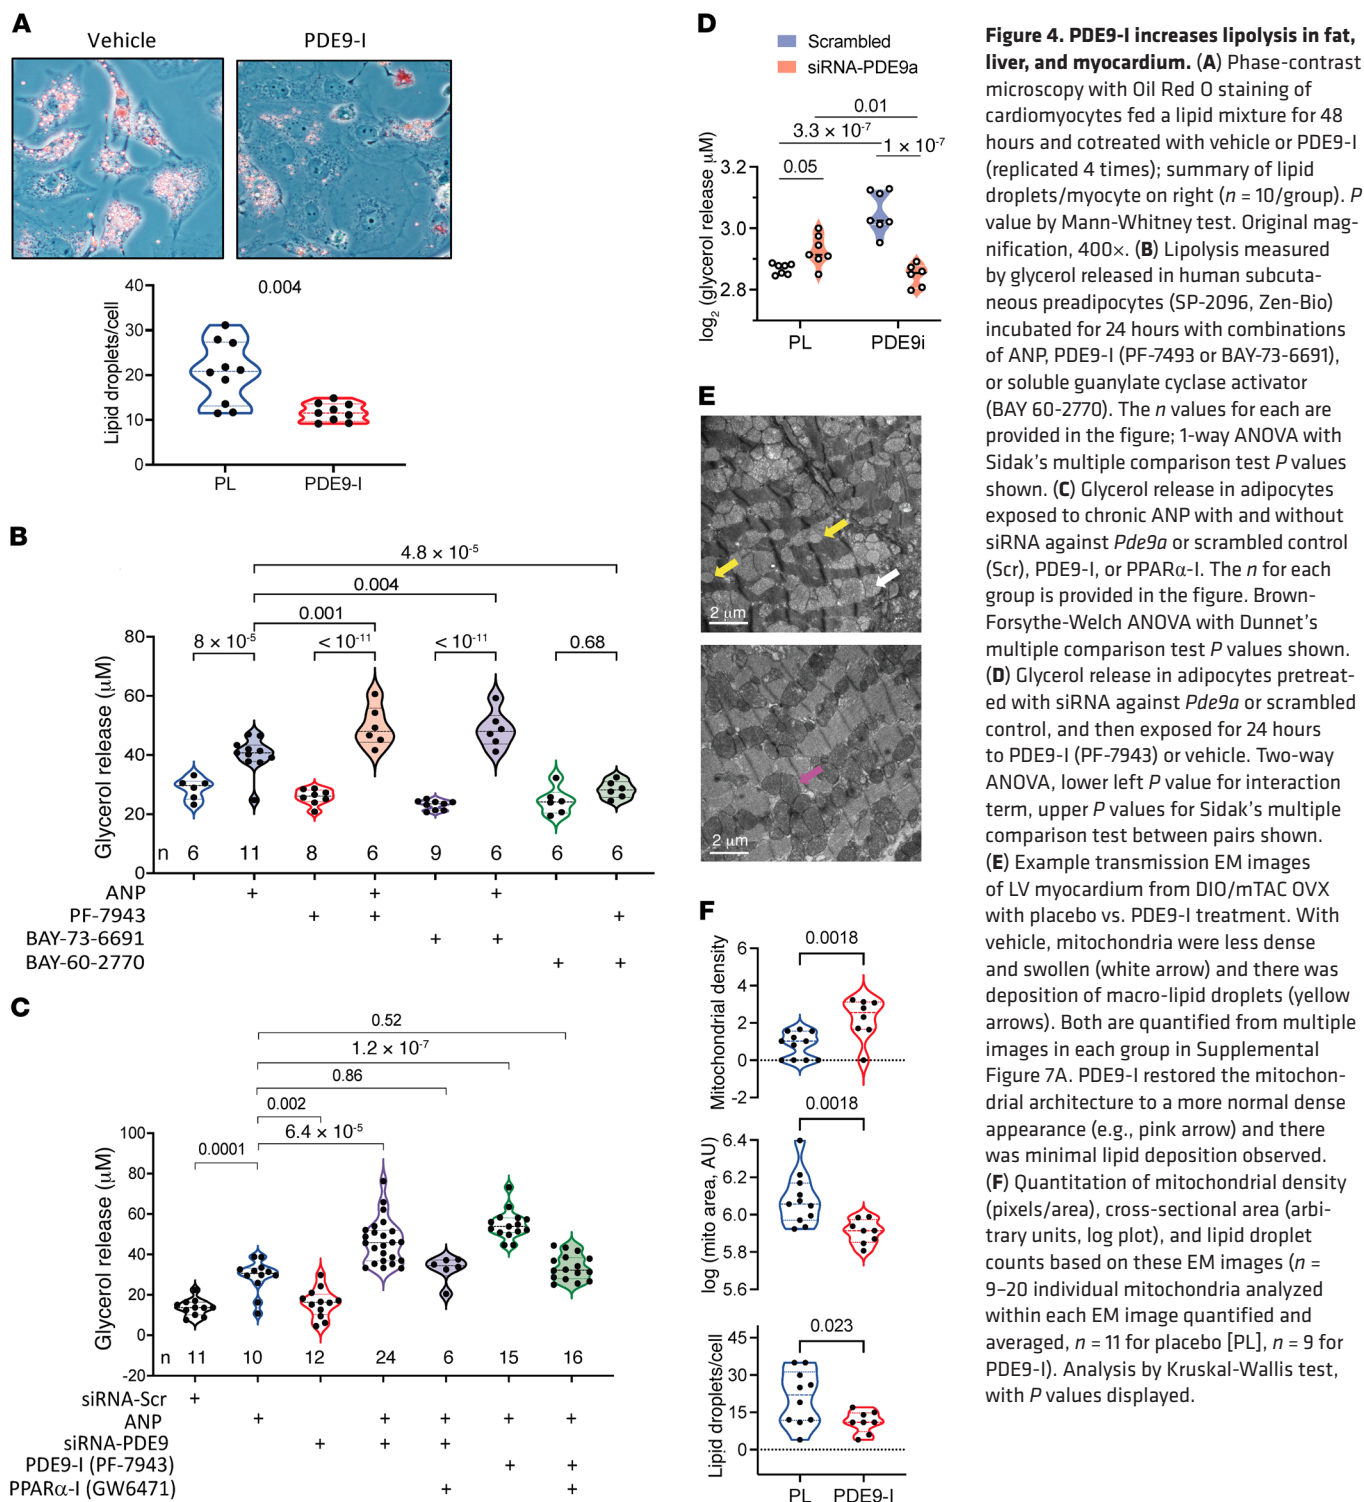 A
Vehicle
PDE9-I
40
30
20
10
0
Lipid droplets/cell
0.004
PL
PDE9-I
B
4.8 × 10⁻⁵
0.004
0.001
8 × 10⁻⁵
< 10⁻¹¹
< 10⁻¹¹
0.68
80
60
40
20
0
Glycerol release (µM)
n 6 11 8 6 9 6 6 6
ANP + + +
PF-7943 + + +
BAY-73-6691 + +
BAY-60-2770 + +
C
0.52
1.2 × 10⁻⁷
0.86
0.002
6.4 × 10⁻⁵
0.0001
100
80
60
40
20
0
-20
Glycerol release (µM)
n 11 10 12 24 6 15 16
siRNA-Scr +
ANP + + + + +
siRNA-PDE9 + + +
PDE9-I (PF-7943) + +
PPARα-I (GW6471) + +
D
Scrambled
siRNA-PDE9a
0.01
3.3 × 10⁻⁷
1 × 10⁻⁷
0.05
3.2
3.0
2.8
log₂ (glycerol release µM)
PL
PDE9i
E
2 µm
2 µm
F
0.0018
6
4
2
0
-2
Mitochondrial density
0.0018
6.4
6.2
6.0
5.8
5.6
log (mito area, AU)
0.023
45
30
15
0
Lipid droplets/cell
PL
PDE9-I
Figure 4. PDE9-I increases lipolysis in fat,
liver, and myocardium. (A) Phase-contrast
microscopy with Oil Red O staining of
cardiomyocytes fed a lipid mixture for 48
hours and cotreated with vehicle or PDE9-I
(replicated 4 times); summary of lipid
droplets/myocyte on right (n = 10/group). P
value by Mann-Whitney test. Original mag-
nification, 400×. (B) Lipolysis measured
by glycerol released in human subcuta-
neous preadipocytes (SP-2096, Zen-Bio)
incubated for 24 hours with combinations
of ANP, PDE9-I (PF-7493 or BAY-73-6691),
or soluble guanylate cyclase activator
(BAY 60-2770). The n values for each are
provided in the figure; 1-way ANOVA with
Sidak's multiple comparison test P values
shown. (C) Glycerol release in adipocytes
exposed to chronic ANP with and without
siRNA against Pde9a or scrambled control
(Scr), PDE9-I, or PPARα-I. The n for each
group is provided in the figure. Brown-
Forsythe-Welch ANOVA with Dunnet's
multiple comparison test P values shown.
(D) Glycerol release in adipocytes pretreat-
ed with siRNA against Pde9a or scrambled
control, and then exposed for 24 hours
to PDE9-I (PF-7943) or vehicle. Two-way
ANOVA, lower left P value for interaction
term, upper P values for Sidak's multiple
comparison test between pairs shown.
(E) Example transmission EM images
of LV myocardium from DIO/mTAC OVX
with placebo vs. PDE9-I treatment. With
vehicle, mitochondria were less dense
and swollen (white arrow) and there was
deposition of macro-lipid droplets (yellow
arrows). Both are quantified from multiple
images in each group in Supplemental
Figure 7A. PDE9-I restored the mitochon-
drial architecture to a more normal dense
appearance (e.g., pink arrow) and there
was minimal lipid deposition observed.
(F) Quantitation of mitochondrial density
(pixels/area), cross-sectional area (arbi-
trary units, log plot), and lipid droplet
counts based on these EM images (n =
9–20 individual mitochondria analyzed
within each EM image quantified and
averaged, n = 11 for placebo [PL], n = 9 for
PDE9-I). Analysis by Kruskal-Wallis test,
with P values displayed.